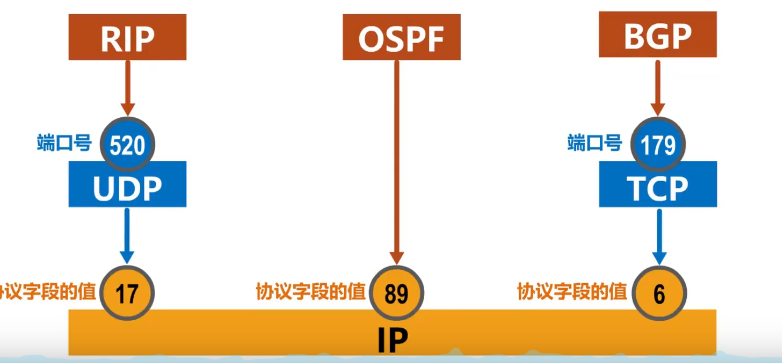 RIP
OSPF
BGP
端口号
520
端口号
179
UDP
TCP
议字段的值
17
协议字段的值
89
协议字段的值
6
IP